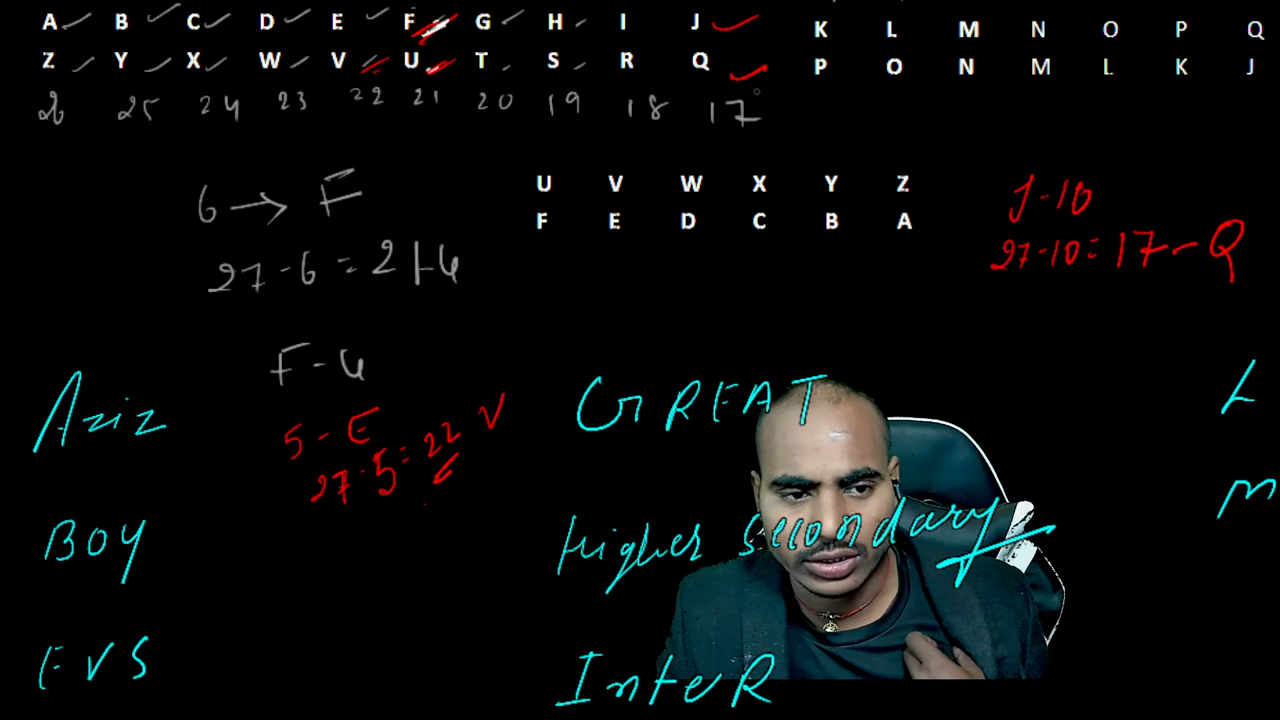 A B C D E F G H I J K L M N O P Q
Z Y X W V U T S R Q P O N M L K J
26 25 24 23 22 21 20 19 18 17
6 → F
27 - 6 = 21 - U
U V W X Y Z
F E D C B A
J - 10
27 - 10 = 17 - Q
F - U
5 - E
27 - 5 = 22 V
Aziz
GREAT
L
BOY
Higher Secondary
M
EVS
InteR